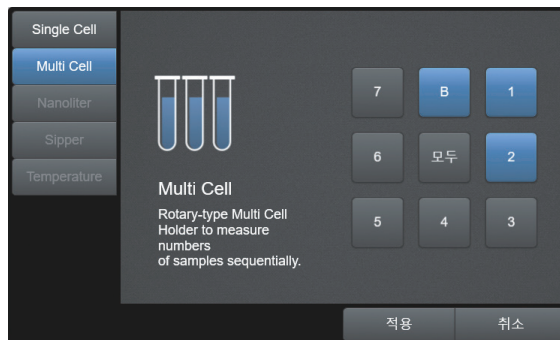 Single Cell
Multi Cell
Nanoliter
Sipper
Temperature
Multi Cell
Rotary-type Multi Cell
Holder to measure
numbers
of samples sequentially.
7 B 1
6 모두 2
5 4 3
적용 취소